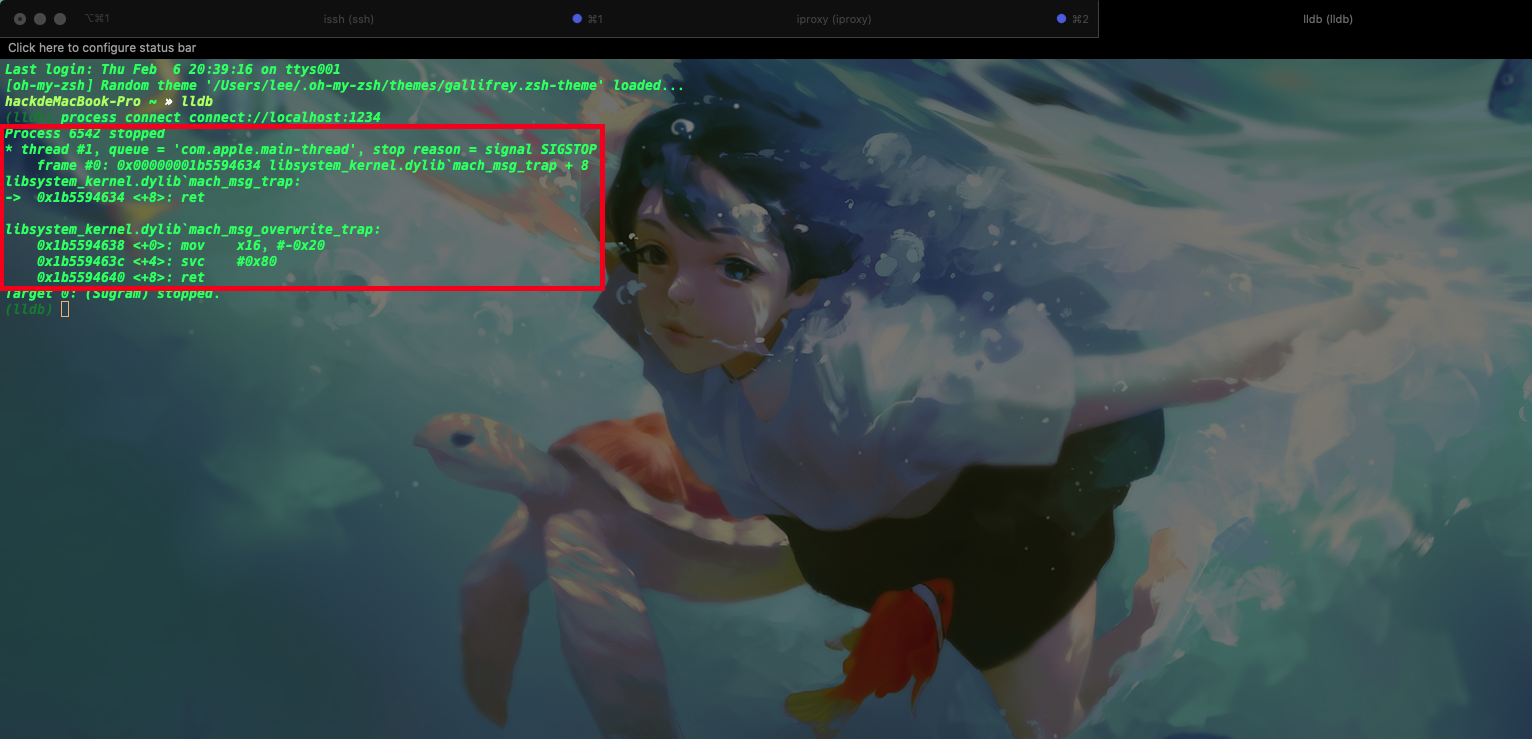 ⌥⌘1 issh (ssh) ⌘1 iproxy (iproxy) ⌘2 lldb (lldb)
Click here to configure status bar
Last login: Thu Feb  6 20:39:16 on ttys001
[oh-my-zsh] Random theme '/Users/lee/.oh-my-zsh/themes/gallifrey.zsh-theme' loaded...
hackdeMacBook-Pro ~ » lldb
(lldb) process connect connect://localhost:1234
Process 6542 stopped
* thread #1, queue = 'com.apple.main-thread', stop reason = signal SIGSTOP
    frame #0: 0x00000001b5594634 libsystem_kernel.dylib`mach_msg_trap + 8
libsystem_kernel.dylib`mach_msg_trap:
->  0x1b5594634 <+8>: ret
libsystem_kernel.dylib`mach_msg_overwrite_trap:
    0x1b5594638 <+0>: mov    x16, #-0x20
    0x1b559463c <+4>: svc    #0x80
    0x1b5594640 <+8>: ret
Target 0: (Sugram) stopped.
(lldb)